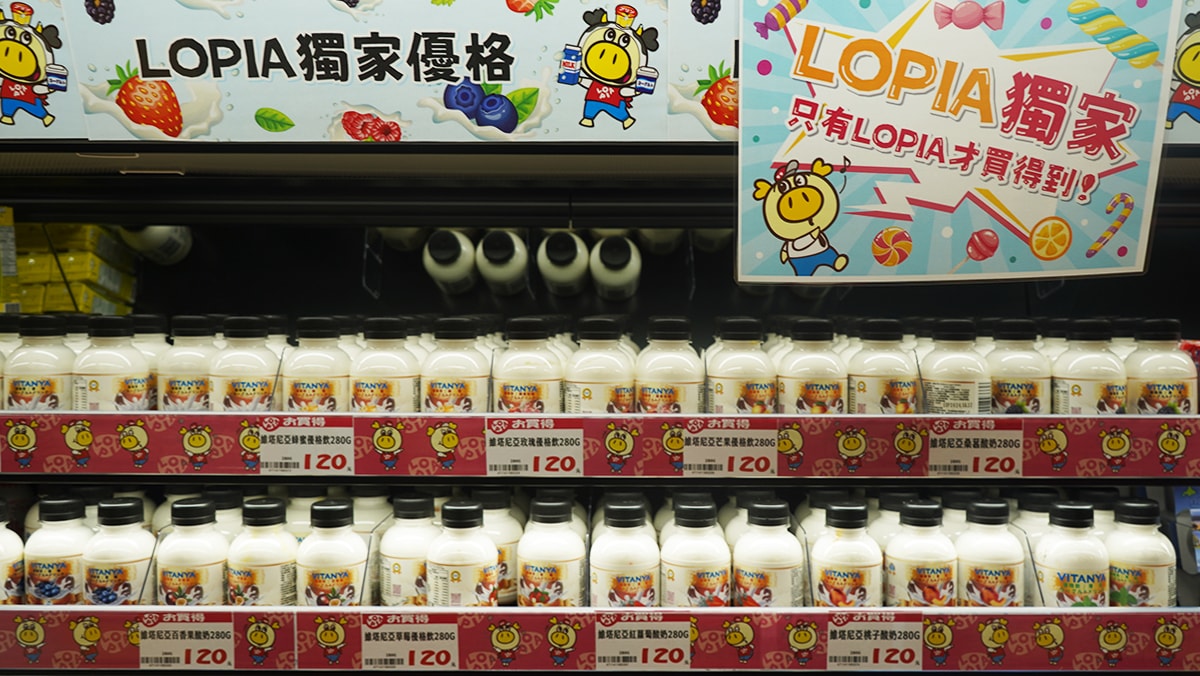 LOPIA獨家優格
LOPIA獨家
只有LOPIA才買得到!
MILK
VITANYA
お買得
維塔尼亞蜂蜜優格飲280G
120
お買得
維塔尼亞玫瑰優格飲280G
120
お買得
維塔尼亞芒果優格飲280G
120
お買得
維塔尼亞桑葚酸奶280G
120
VITANYA
お買得
維塔尼亞百香果酸奶280G
120
お買得
維塔尼亞草莓優格飲280G
120
お買得
維塔尼亞紅蘿蔔酸奶280G
120
お買得
維塔尼亞桃子酸奶280G
120